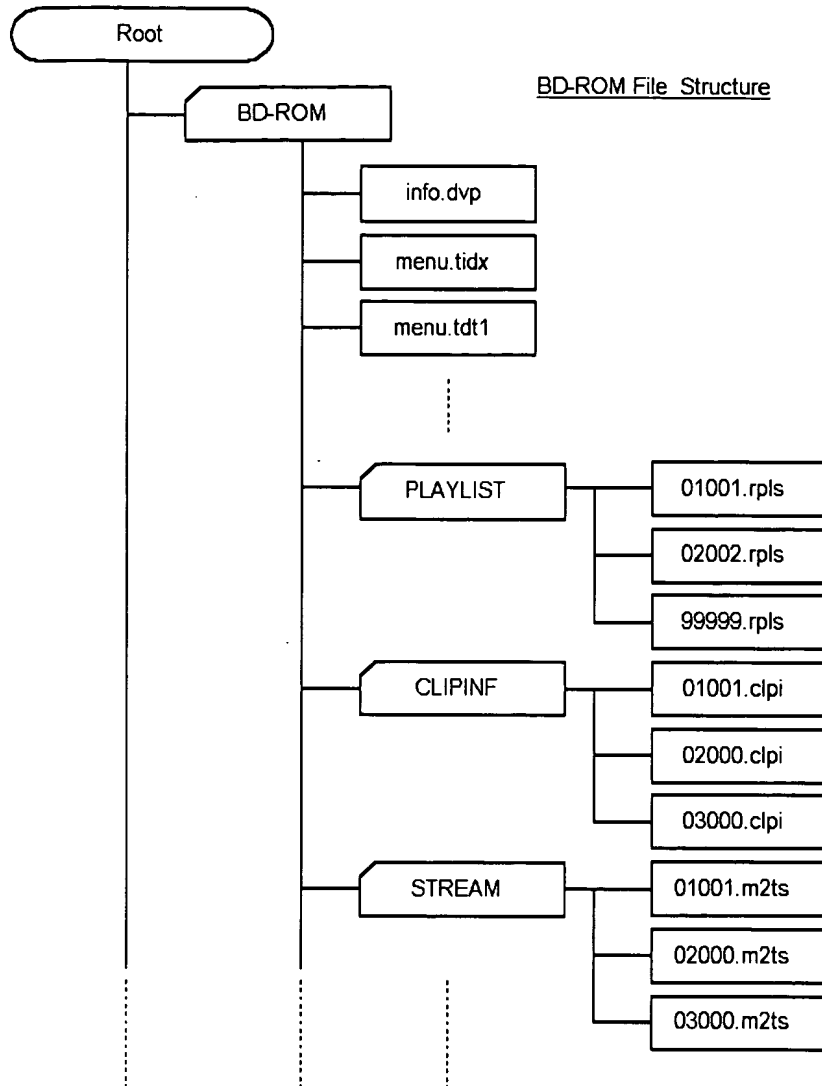 Root
BD-ROM File Structure
BD-ROM
info.dvp
menu.tidx
menu.tdt1
PLAYLIST
01001.rpls
02002.rpls
99999.rpls
CLIPINF
01001.clpi
02000.clpi
03000.clpi
STREAM
01001.m2ts
02000.m2ts
03000.m2ts